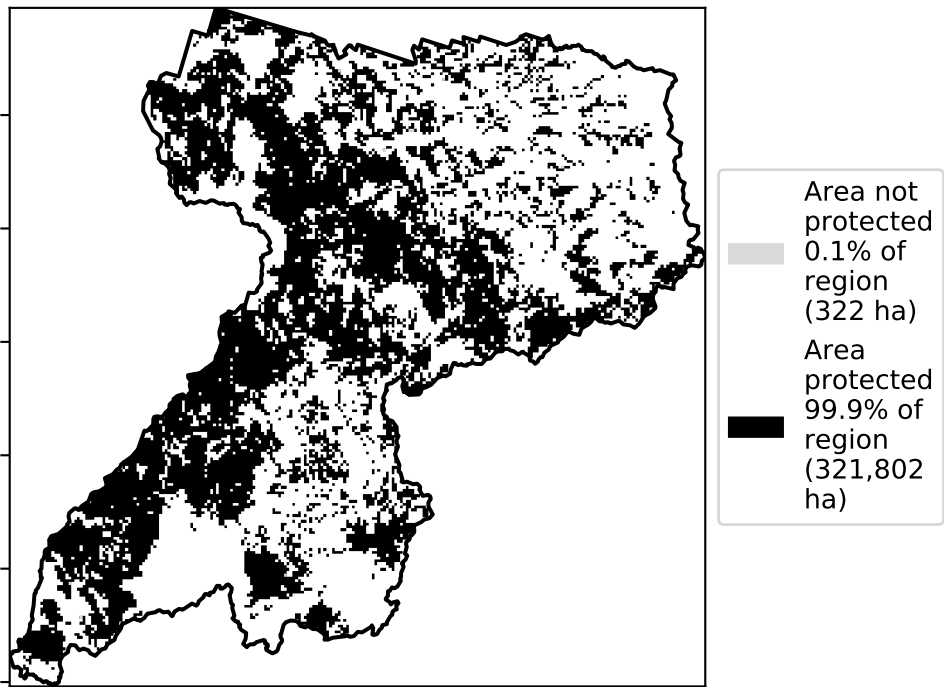 Area not
protected
0.1% of
region
(322 ha)
Area
protected
99.9% of
region
(321,802
ha)